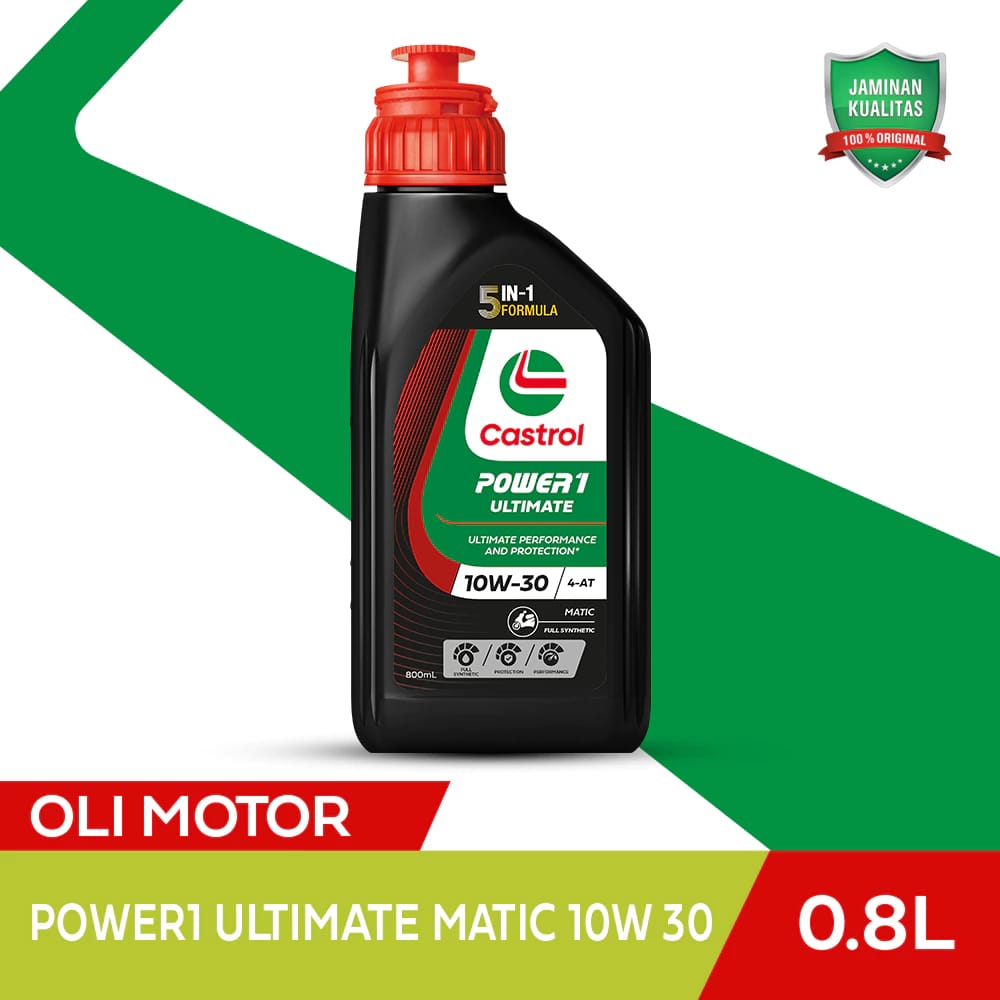 JAMINAN
KUALITAS
100% ORIGINAL
5 IN-1
FORMULA
Castrol
POWER1
ULTIMATE
ULTIMATE PERFORMANCE
AND PROTECTION*
10W-30 / 4-AT
MATIC
FULL SYNTHETIC
FULL
SYNTHETIC
PROTECTION
PERFORMANCE
800mL
OLI MOTOR
POWER1 ULTIMATE MATIC 10W 30
0.8L